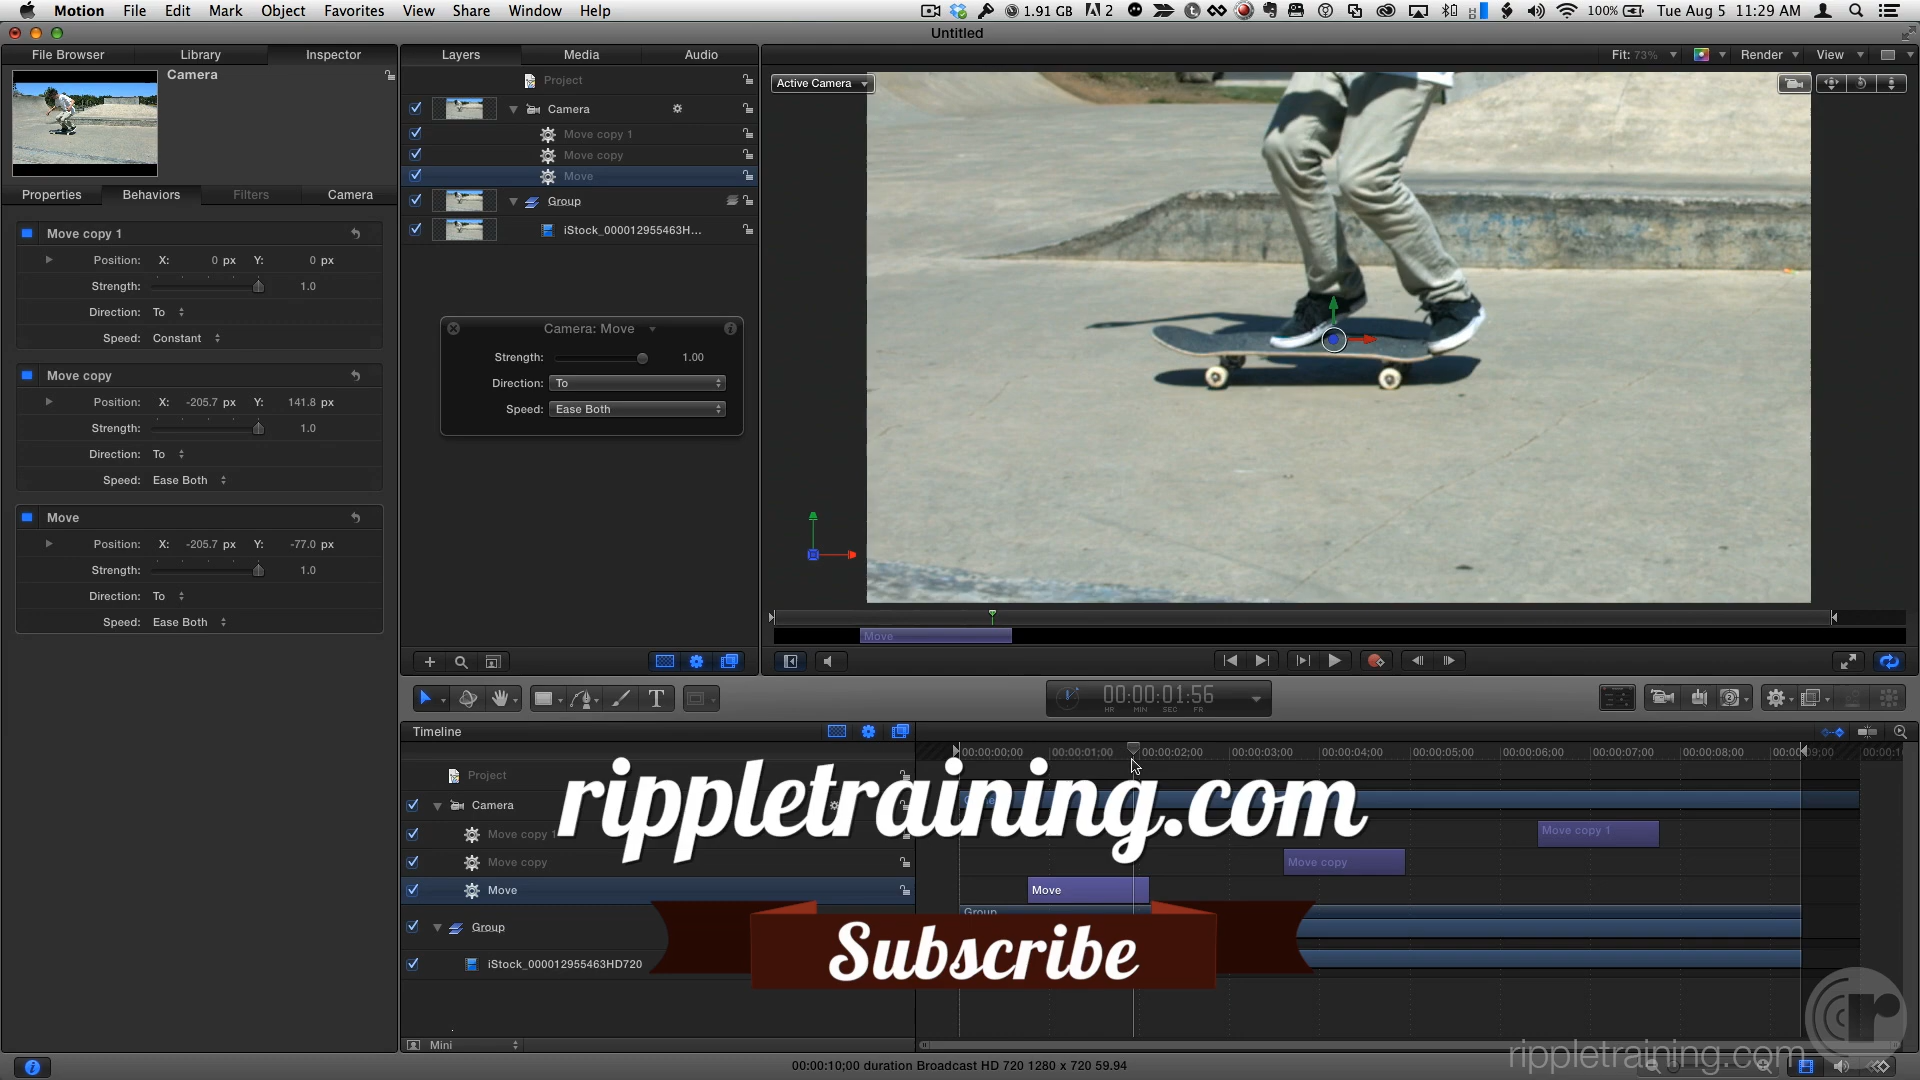 Motion File Edit Mark Object Favorites View Share Window Help
1.91 GB 2 100% Tue Aug 5 11:29 AM
Untitled
File Browser Library Inspector
Layers Media Audio
Fit: 73% Render View
Camera
Active Camera
Project
Camera
Move copy 1
Move copy
Move
Group
iStock_000012955463H...
Properties Behaviors Filters Camera
Move copy 1
Position: X: 0 px Y: 0 px
Strength: 1.0
Direction: To
Speed: Constant
Move copy
Position: X: -205.7 px Y: 141.8 px
Strength: 1.0
Direction: To
Speed: Ease Both
Move
Position: X: -205.7 px Y: -77.0 px
Strength: 1.0
Direction: To
Speed: Ease Both
Camera: Move
Strength: 1.00
Direction: To
Speed: Ease Both
Move
T
00:00:01:56
HR MIN SEC FR
Timeline
00:00:00;00 00:00:01;00 00:00:02;00 00:00:03;00 00:00:04;00 00:00:05;00 00:00:06;00 00:00:07;00 00:00:08;00
Project
Camera
Move copy 1
Move copy 1
Move copy
Move copy
Move
Move
Group
Group
iStock_000012955463HD720
rippletraining.com
Subscribe
Mini
00:00:10;00 duration Broadcast HD 720 1280 x 720 59.94
rippletraining.com